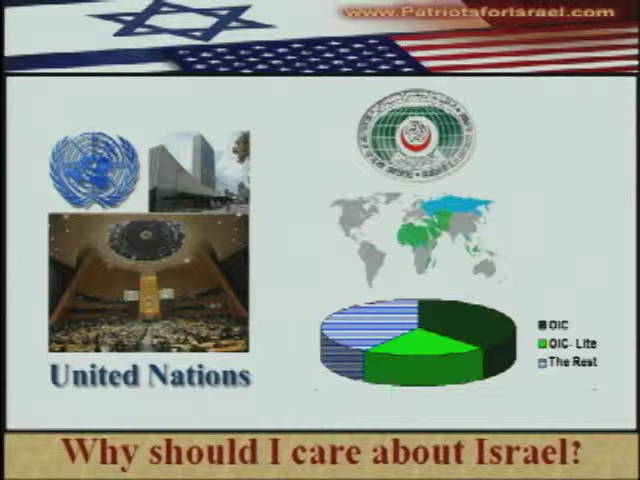 www.PatriotsforIsrael.com
United Nations
OIC
OIC- Lite
The Rest
Why should I care about Israel?